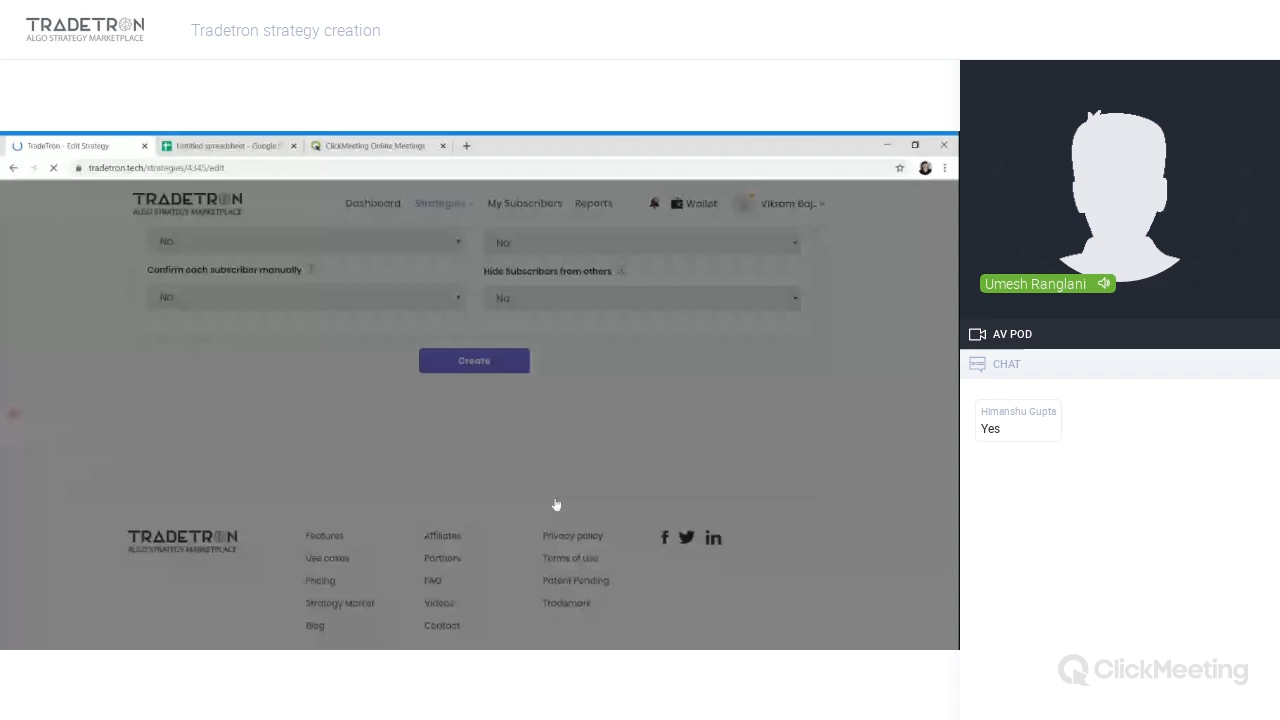 TRADETRON
ALGO STRATEGY MARKETPLACE
Tradetron strategy creation
TradeTron - Edit Strategy
Untitled spreadsheet - Google S
ClickMeeting Online Meetings
tradetron.tech/strategies/4345/edit
TRADETRON
ALGO STRATEGY MARKETPLACE
Dashboard
Strategies
My Subscribers
Reports
Wallet
Vikram Baj..
No
No
Confirm each subscriber manually
Hide Subscribers from others
No
No
Create
TRADETRON
ALGO STRATEGY MARKETPLACE
Features
Affiliates
Privacy policy
Use cases
Partners
Terms of use
Pricing
FAQ
Patent Pending
Strategy Market
Videos
Trademark
Blog
Contact
Umesh Ranglani
AV POD
CHAT
Himanshu Gupta
Yes
ClickMeeting